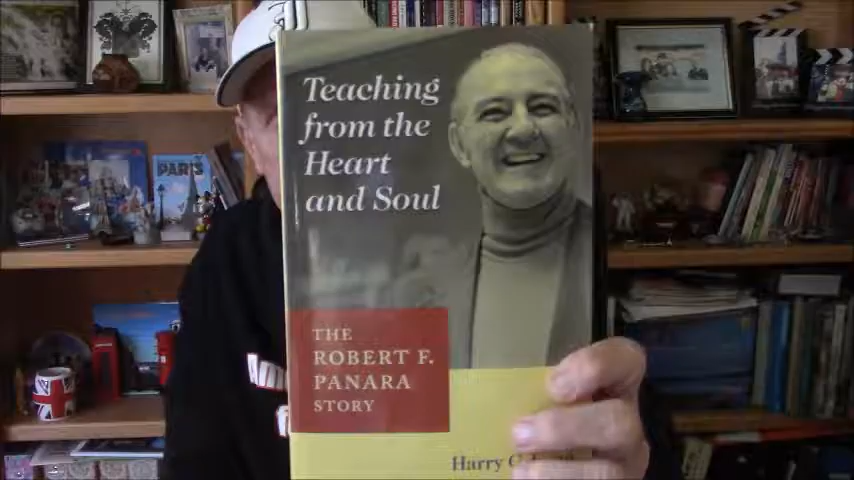 Teaching
from the
Heart
and Soul
THE
ROBERT F.
PANARA
STORY
Harry
PARIS